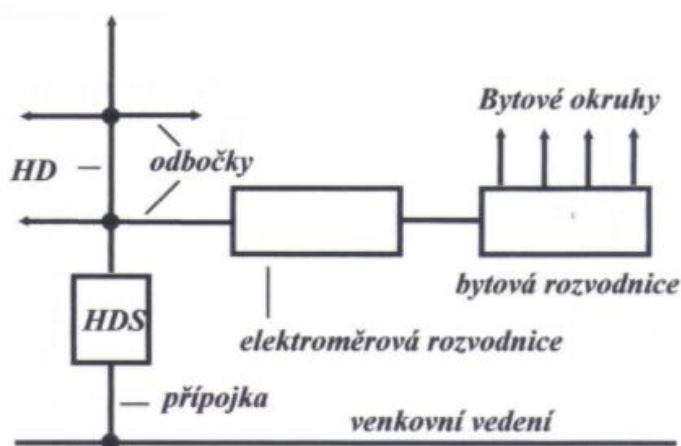 Bytové okruhy
odbočky
HD
bytová rozvodnice
HDS
elektroměrová rozvodnice
přípojka
venkovní vedení